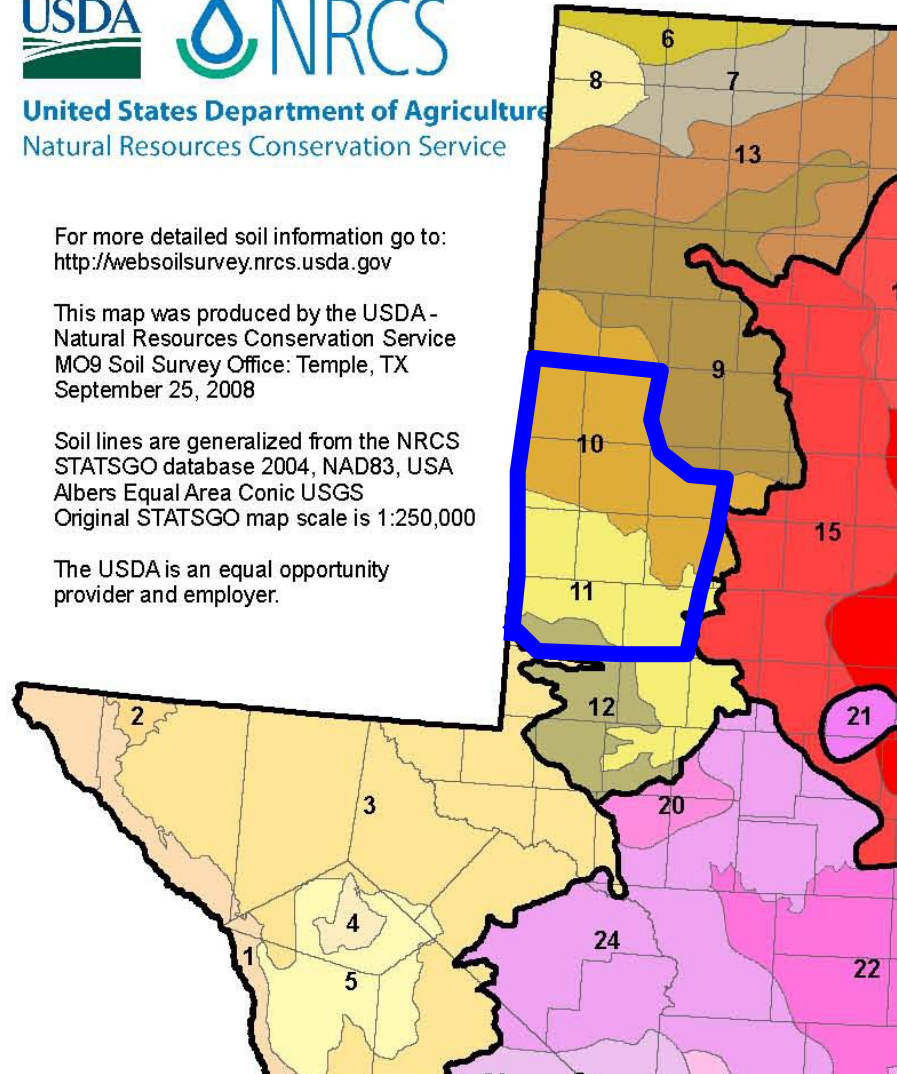 USDA
NRCS
United States Department of Agriculture
Natural Resources Conservation Service
For more detailed soil information go to:
http://websoilsurvey.nrcs.usda.gov
This map was produced by the USDA -
Natural Resources Conservation Service
MO9 Soil Survey Office: Temple, TX
September 25, 2008
Soil lines are generalized from the NRCS
STATSGO database 2004, NAD83, USA
Albers Equal Area Conic USGS
Original STATSGO map scale is 1:250,000
The USDA is an equal opportunity
provider and employer.
6
8
7
13
9
10
15
11
12
2
21
3
20
4
24
1
22
5